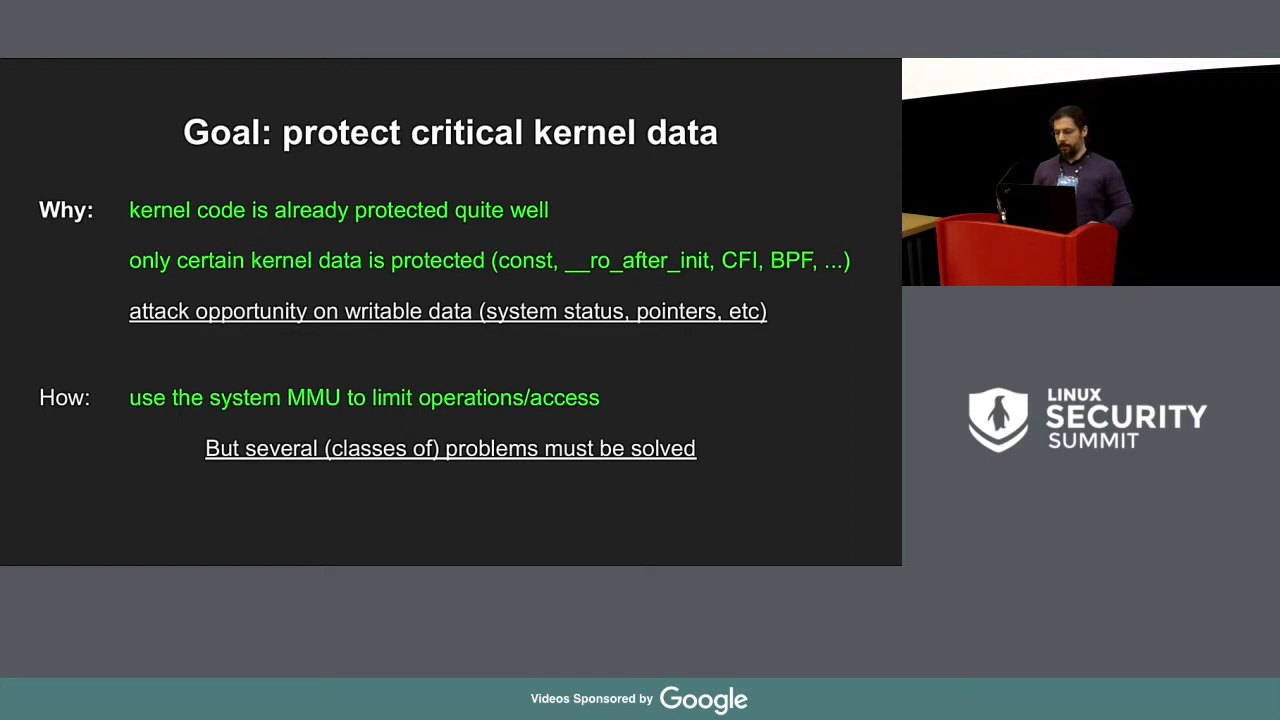 Goal: protect critical kernel data
Why: kernel code is already protected quite well
only certain kernel data is protected (const, __ro_after_init, CFI, BPF, ...)
attack opportunity on writable data (system status, pointers, etc)
How: use the system MMU to limit operations/access
But several (classes of) problems must be solved
LINUX
SECURITY
SUMMIT
Videos Sponsored by Google